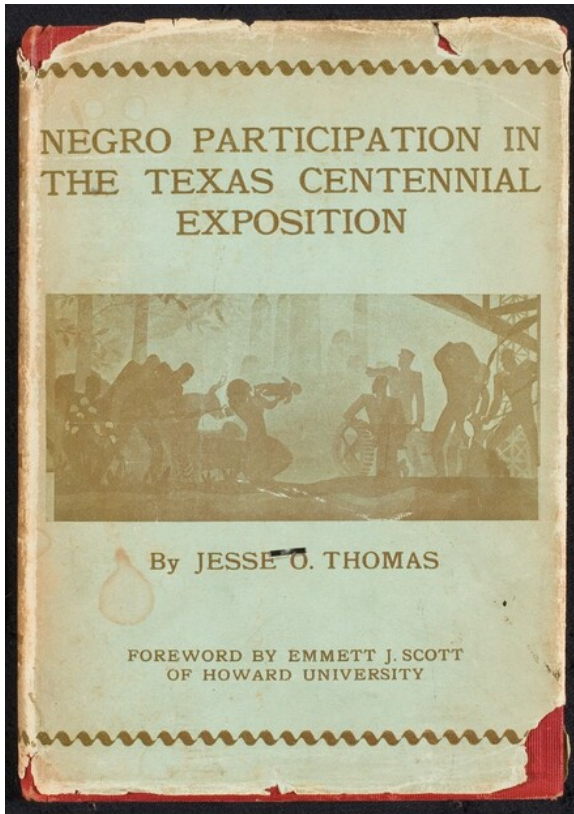 NEGRO PARTICIPATION IN
THE TEXAS CENTENNIAL
EXPOSITION
By JESSE O. THOMAS
FOREWORD BY EMMETT J. SCOTT
OF HOWARD UNIVERSITY